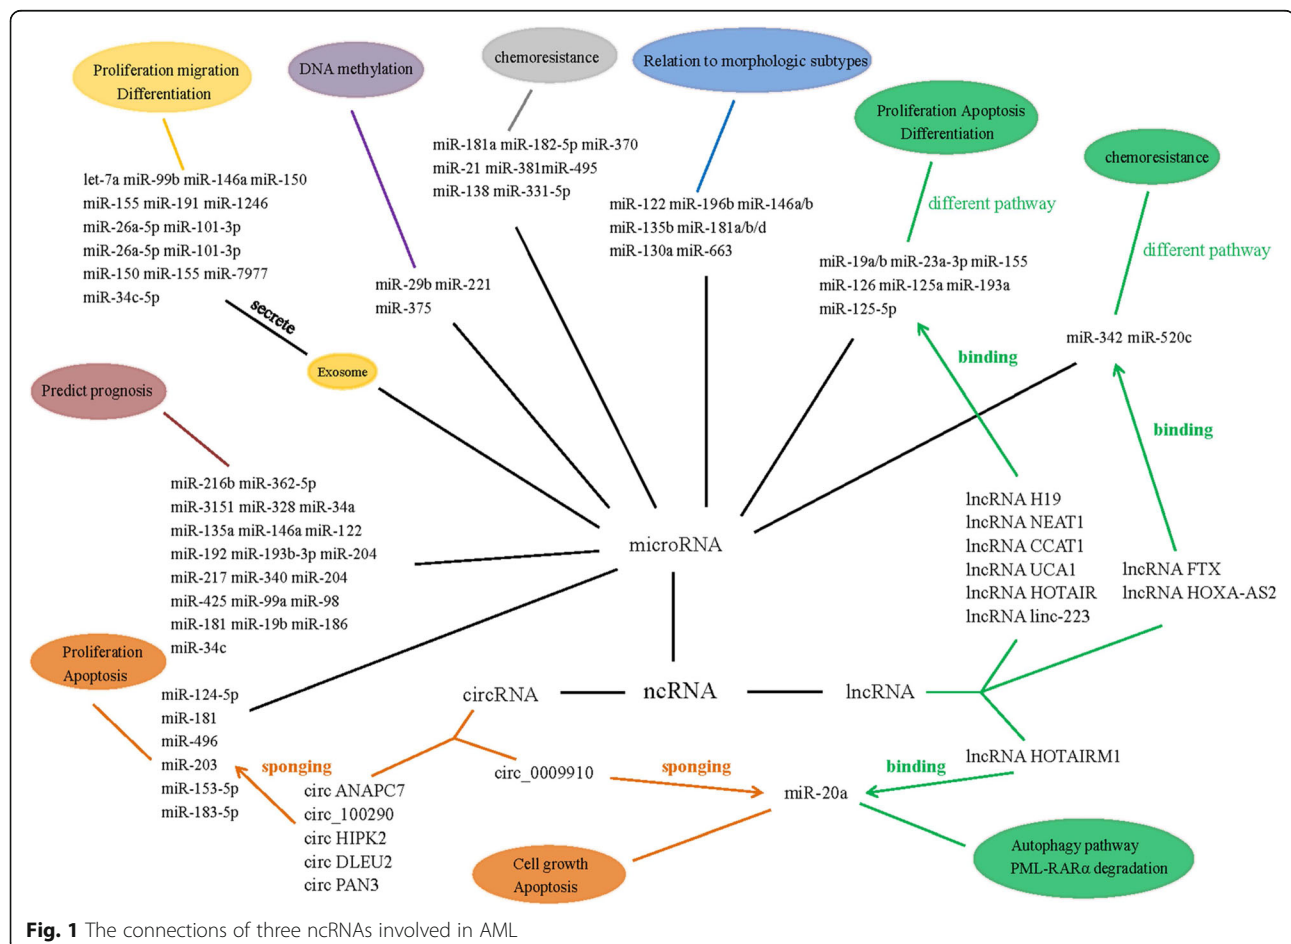 Proliferation migration
Differentiation
DNA methylation
chemoresistance
Relation to morphologic subtypes
Proliferation Apoptosis
Differentiation
chemoresistance
let-7a miR-99b miR-146a miR-150
miR-155 miR-191 miR-1246
miR-26a-5p miR-101-3p
miR-26a-5p miR-101-3p
miR-150 miR-155 miR-7977
miR-34c-5p
secrete
Exosome
miR-29b miR-221
miR-375
miR-181a miR-182-5p miR-370
miR-21 miR-381miR-495
miR-138 miR-331-5p
miR-122 miR-196b miR-146a/b
miR-135b miR-181a/b/d
miR-130a miR-663
different pathway
miR-19a/b miR-23a-3p miR-155
miR-126 miR-125a miR-193a
miR-125-5p
different pathway
miR-342 miR-520c
binding
binding
Predict prognosis
miR-216b miR-362-5p
miR-3151 miR-328 miR-34a
miR-135a miR-146a miR-122
miR-192 miR-193b-3p miR-204
miR-217 miR-340 miR-204
miR-425 miR-99a miR-98
miR-181 miR-19b miR-186
miR-34c
microRNA
lncRNA H19
lncRNA NEAT1
lncRNA CCAT1
lncRNA UCA1
lncRNA HOTAIR
lncRNA linc-223
lncRNA FTX
lncRNA HOXA-AS2
Proliferation
Apoptosis
miR-124-5p
miR-181
miR-496
miR-203
miR-153-5p
miR-183-5p
circRNA
ncRNA
lncRNA
sponging
circ ANAPC7
circ_100290
circ HIPK2
circ DLEU2
circ PAN3
circ_0009910
sponging
binding
lncRNA HOTAIRM1
miR-20a
Cell growth
Apoptosis
Autophagy pathway
PML-RARα degradation
Fig. 1 The connections of three ncRNAs involved in AML